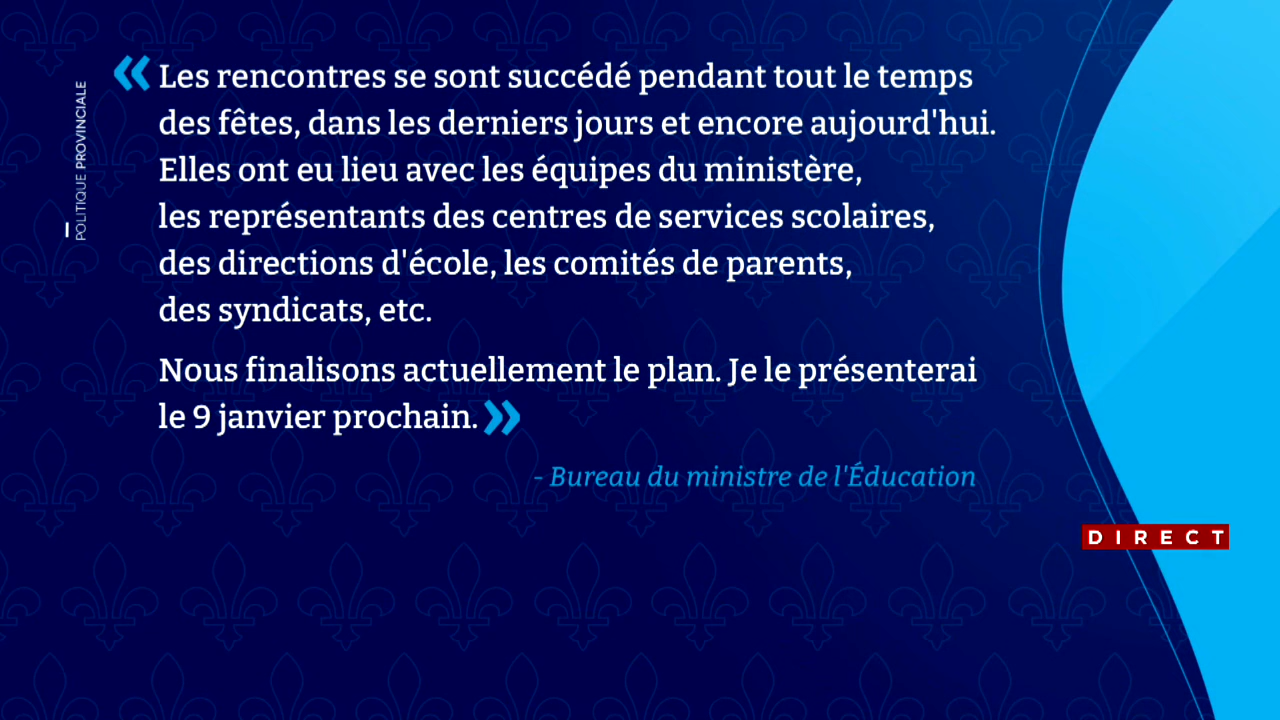 POLITIQUE PROVINCIALE
« Les rencontres se sont succédé pendant tout le temps
des fêtes, dans les derniers jours et encore aujourd'hui.
Elles ont eu lieu avec les équipes du ministère,
les représentants des centres de services scolaires,
des directions d'école, les comités de parents,
des syndicats, etc.
Nous finalisons actuellement le plan. Je le présenterai
le 9 janvier prochain. »
- Bureau du ministre de l'Éducation
DIRECT